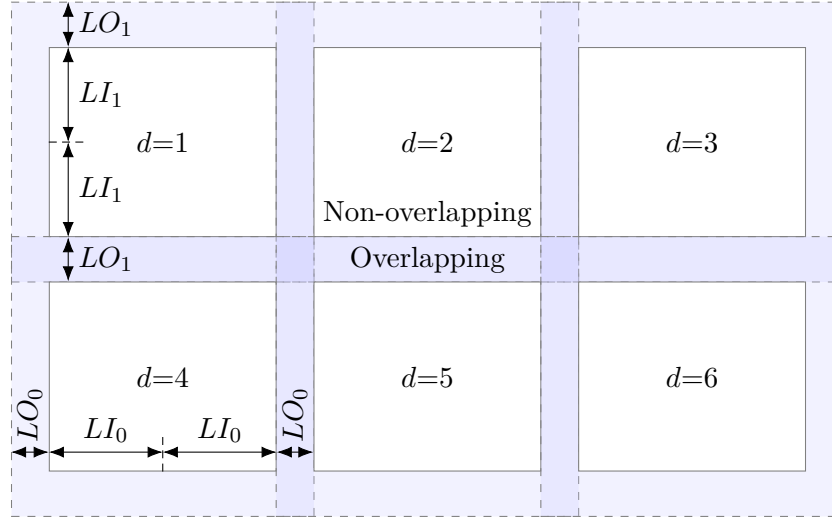 LO₁
LI₁
d=1 d=2 d=3
LI₁
Non-overlapping
LO₁ Overlapping
d=4 d=5 d=6
LO₀ LI₀ LI₀ LO₀